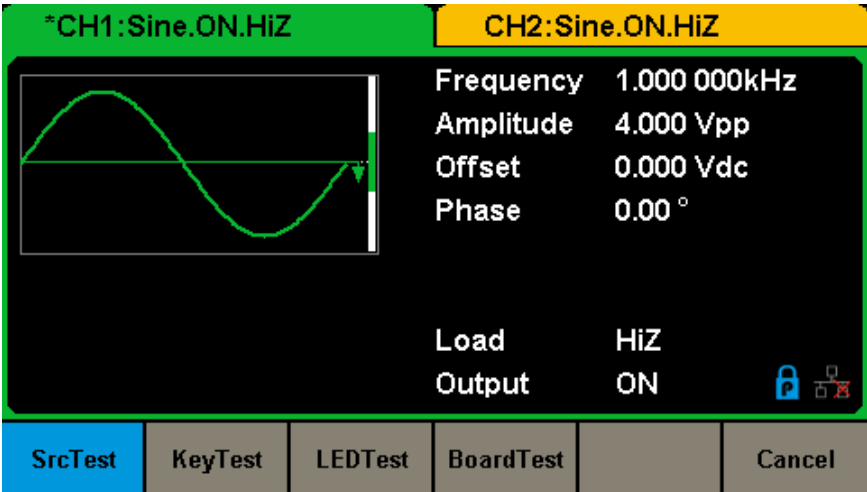 *CH1:Sine.ON.HiZ CH2:Sine.ON.HiZ
Frequency 1.000 000kHz
Amplitude 4.000 Vpp
Offset 0.000 Vdc
Phase 0.00 °
Load HiZ
Output ON P
SrcTest KeyTest LEDTest BoardTest Cancel